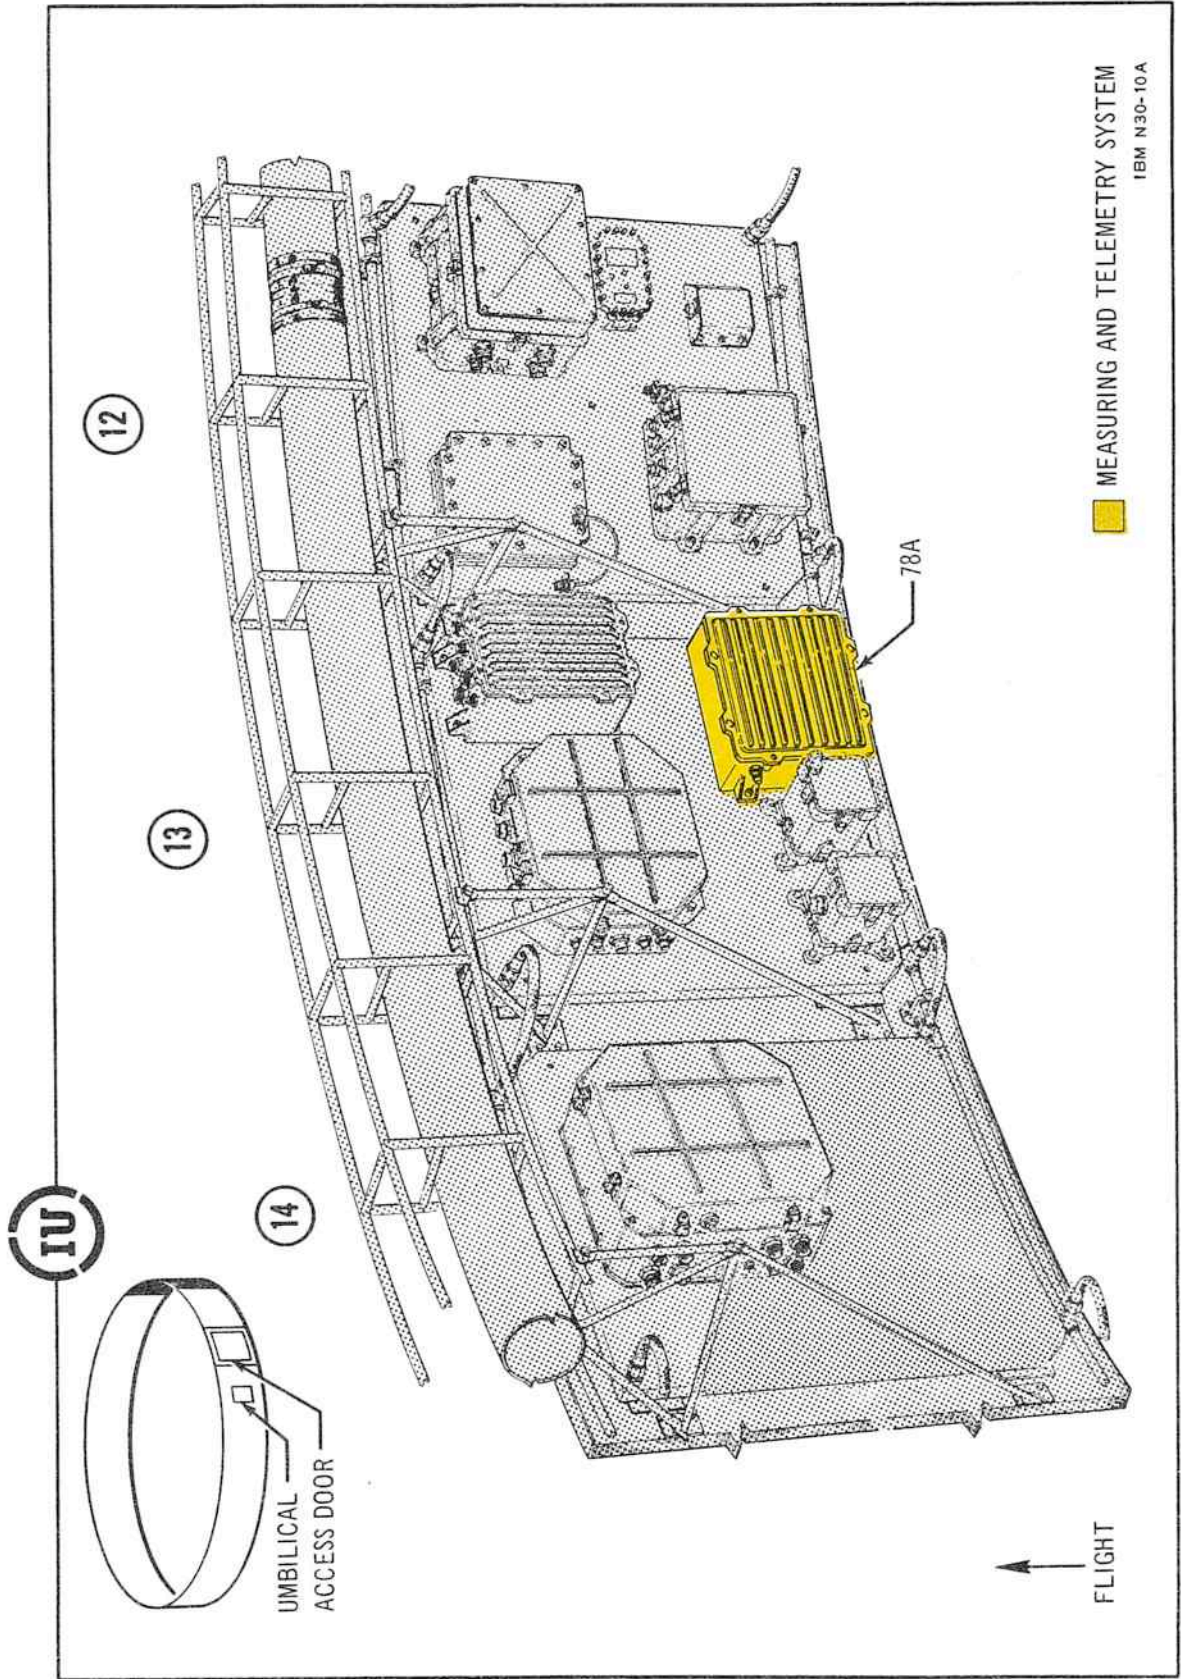 IU
UMBILICAL
ACCESS DOOR
14
13
12
78A
FLIGHT
MEASURING AND TELEMETRY SYSTEM
IBM N30-10A